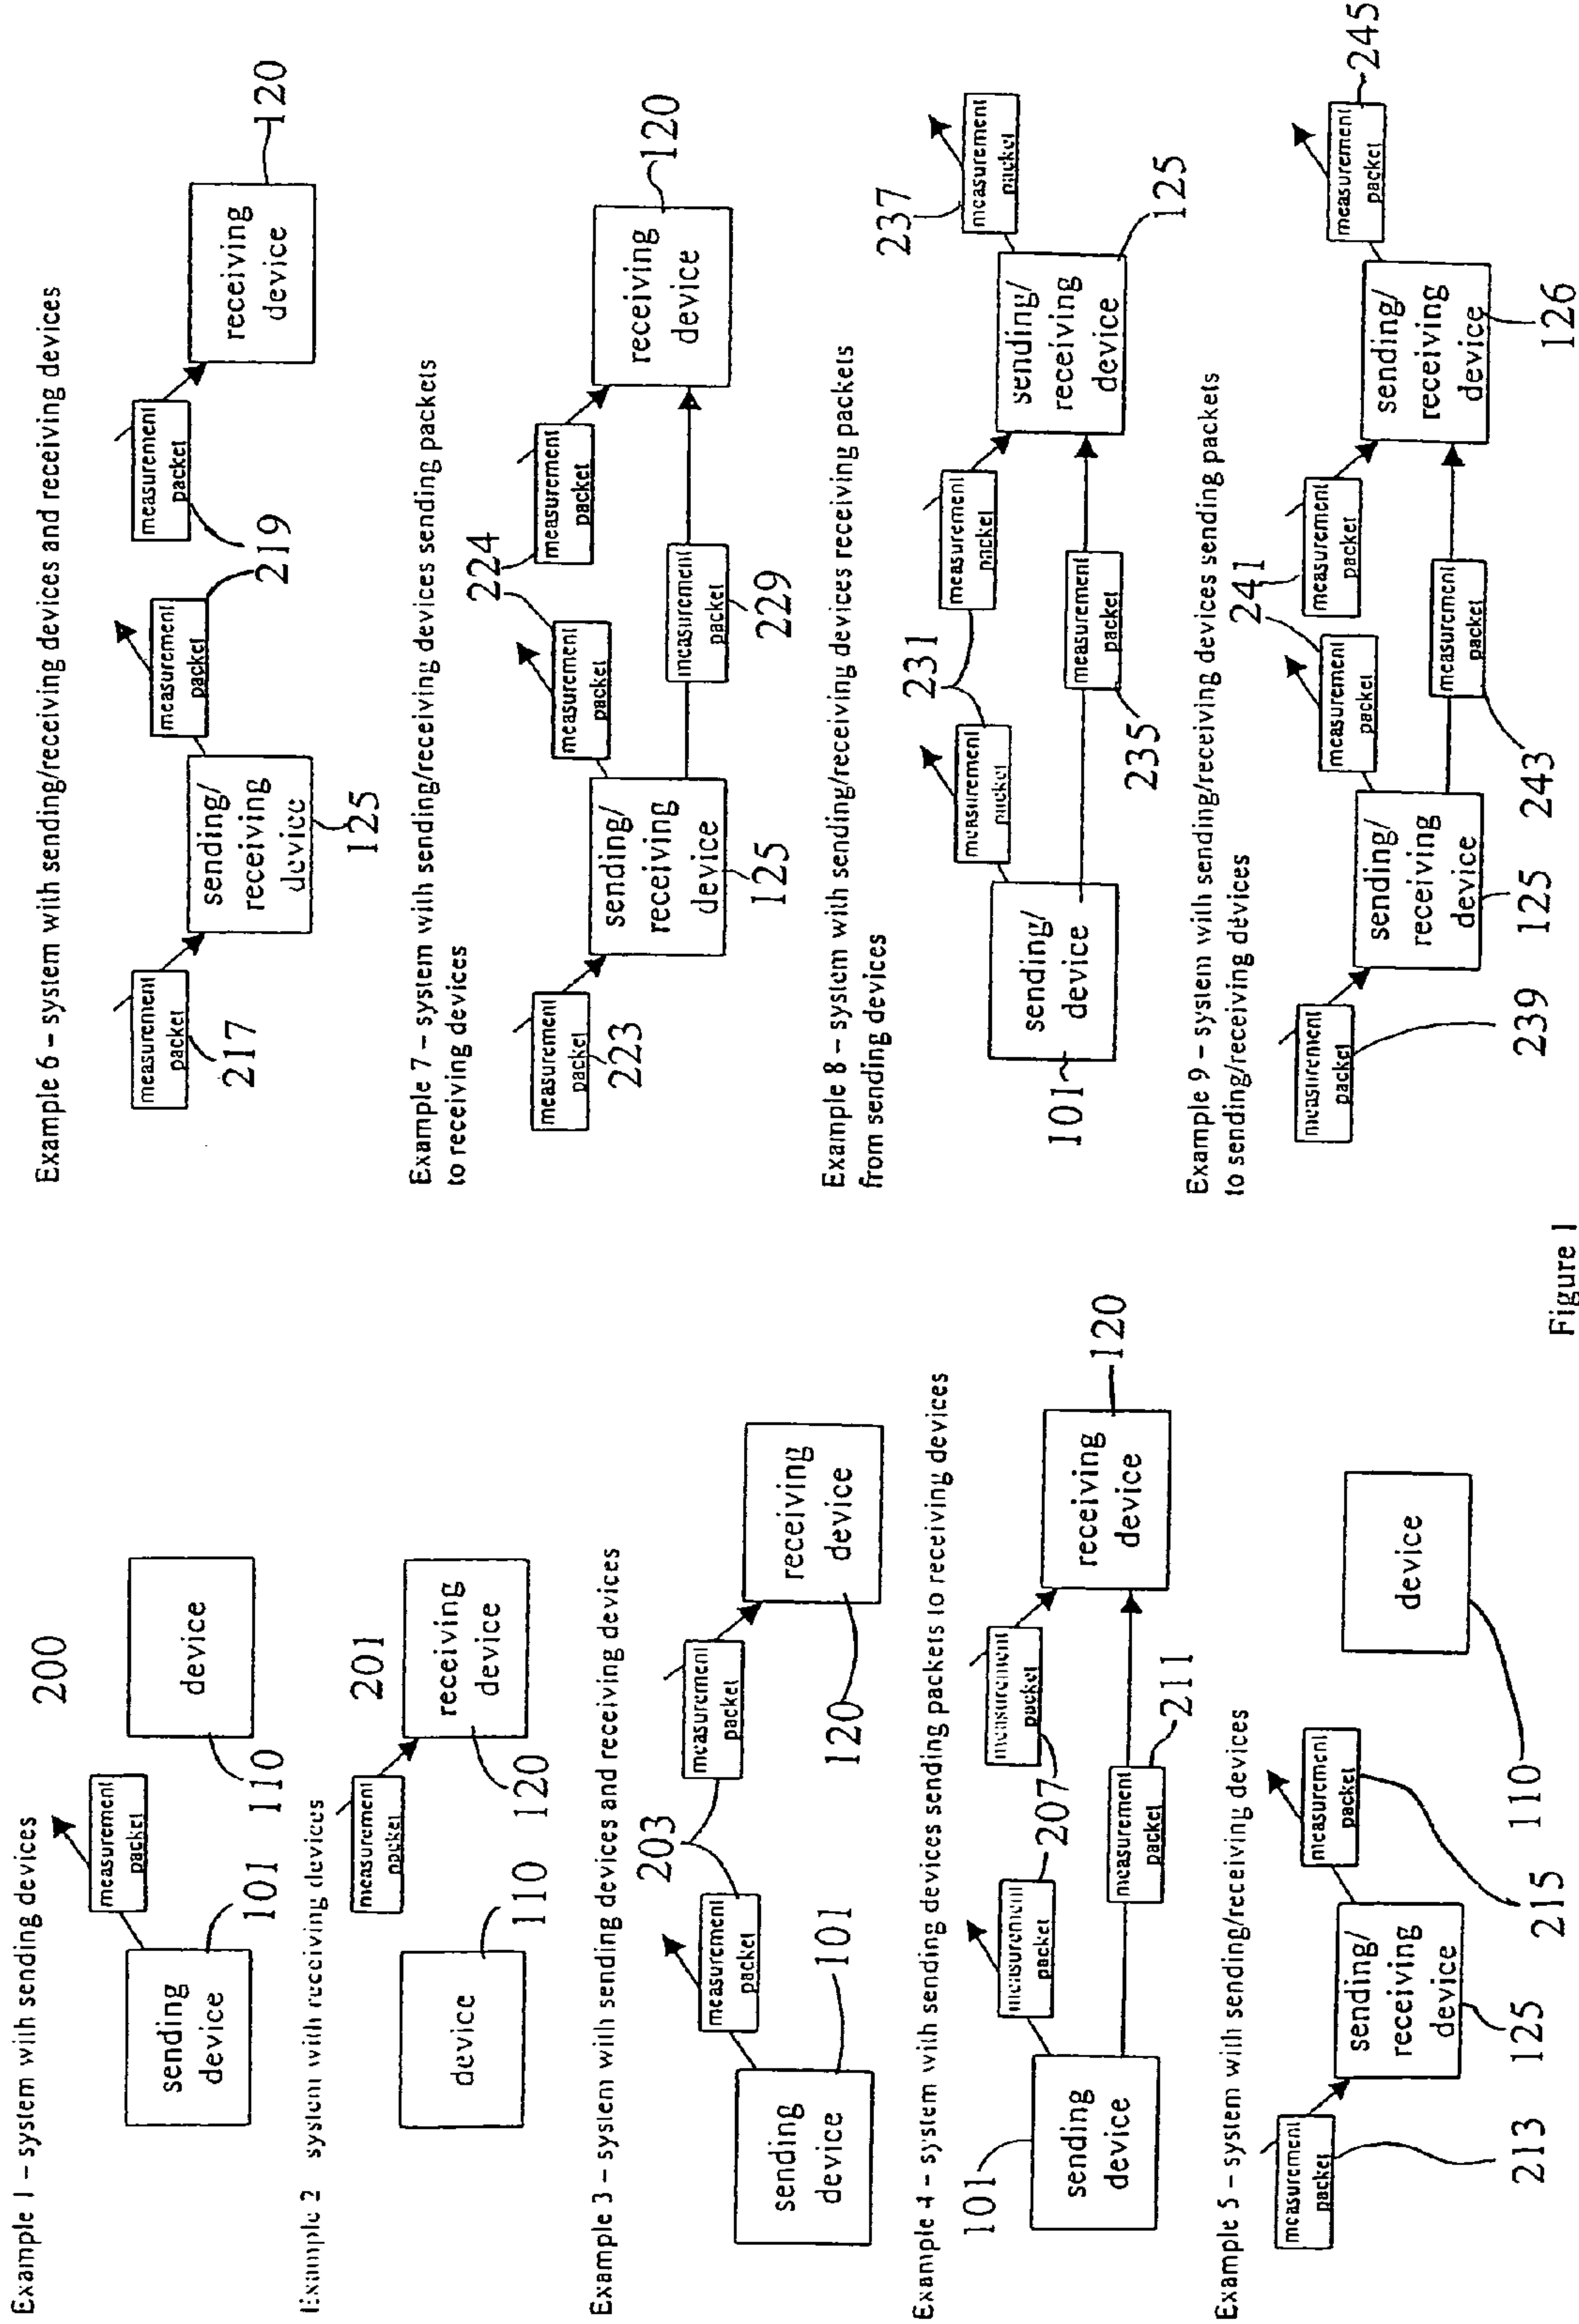 Example 1 – system with sending devices
200
sending
device
101
measurement
packet
device
110
Example 2 system with receiving devices
201
device
110
measurement
packet
receiving
device
120
Example 3 – system with sending devices and receiving devices
203
sending
device
101
measurement
packet
measurement
packet
receiving
device
120
Example 4 – system with sending devices sending packets to receiving devices
101
sending
device
measurement
packet
207
measurement
packet
measurement
packet
211
receiving
device
120
Example 5 – system with sending/receiving devices
measurement
packet
213
sending/
receiving
device
125
measurement
packet
215
device
110
Example 6 – system with sending/receiving devices and receiving devices
measurement
packet
217
sending/
receiving
device
125
measurement
packet
219
measurement
packet
receiving
device
120
Example 7 – system with sending/receiving devices sending packets
to receiving devices
measurement
packet
223
sending/
receiving
device
125
measurement
packet
224
measurement
packet
measurement
packet
229
receiving
device
120
Example 8 – system with sending/receiving devices receiving packets
from sending devices
101
sending/
device
measurement
packet
231
measurement
packet
measurement
packet
235
sending/
receiving
device
125
measurement
packet
237
Example 9 – system with sending/receiving devices sending packets
to sending/receiving devices
measurement
packet
239
sending/
receiving
device
125
measurement
packet
241
measurement
packet
measurement
packet
243
sending/
receiving
device
126
measurement
packet
245
Figure 1